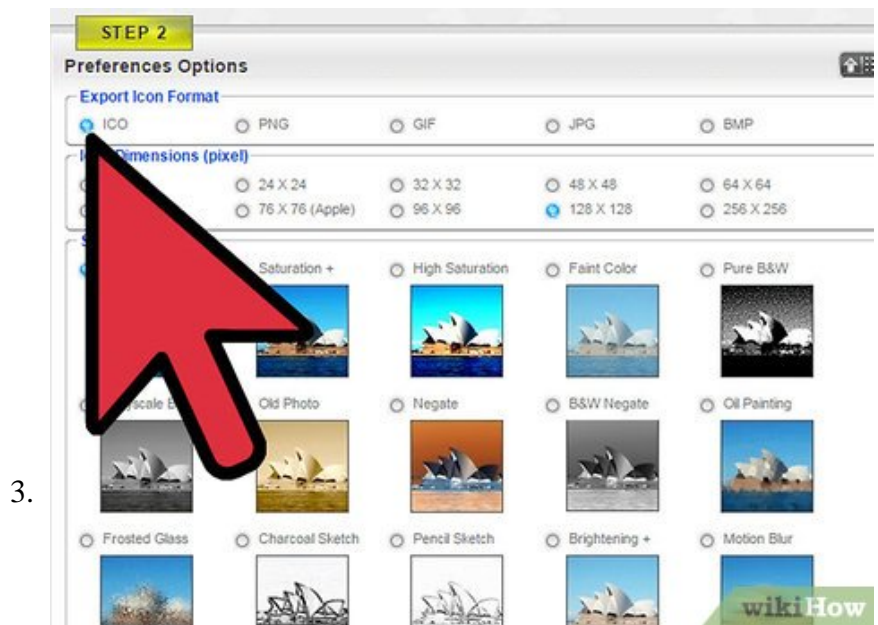 STEP 2
Preferences Options
Export Icon Format
ICO PNG GIF JPG BMP
Dimensions (pixel)
24 X 24 32 X 32 48 X 48 64 X 64
76 X 76 (Apple) 96 X 96 128 X 128 256 X 256
Saturation + High Saturation Faint Color Pure B&W
Old Photo Negate B&W Negate Oil Painting
3.
Frosted Glass Charcoal Sketch Pencil Sketch Brightening + Motion Blur
wikiHow